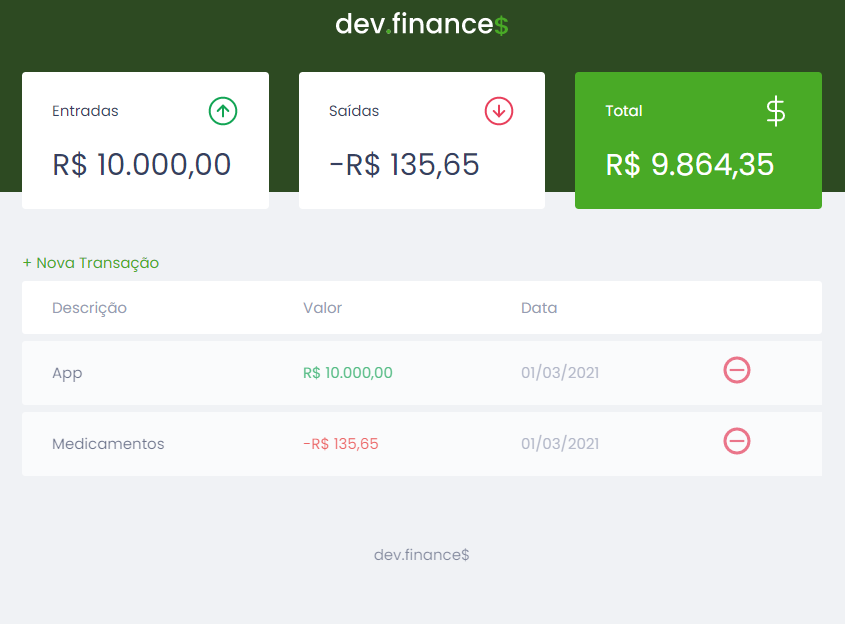 dev.finance$
Entradas
R$ 10.000,00
Saídas
-R$ 135,65
Total $
R$ 9.864,35
+ Nova Transação
Descrição Valor Data
App R$ 10.000,00 01/03/2021
Medicamentos -R$ 135,65 01/03/2021
dev.finance$